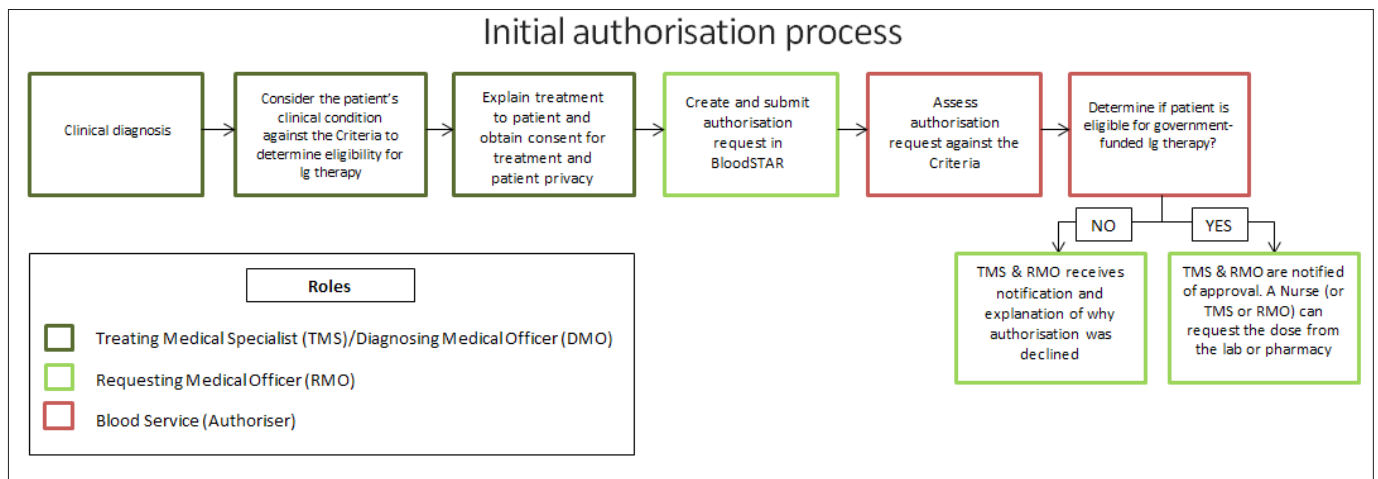 Initial authorisation process
Clinical diagnosis
Consider the patient's
clinical condition
against the Criteria to
determine eligibility for
Ig therapy
Explain treatment
to patient and
obtain consent for
treatment and
patient privacy
Create and submit
authorisation
request in
BloodSTAR
Assess
authorisation
request against the
Criteria
Determine if patient is
eligible for government-
funded Ig therapy?
NO
YES
TMS & RMO receives
notification and
explanation of why
authorisation was
declined
TMS & RMO are notified
of approval. A Nurse (or
TMS or RMO) can
request the dose from
the lab or pharmacy
Roles
Treating Medical Specialist (TMS)/Diagnosing Medical Officer (DMO)
Requesting Medical Officer (RMO)
Blood Service (Authoriser)